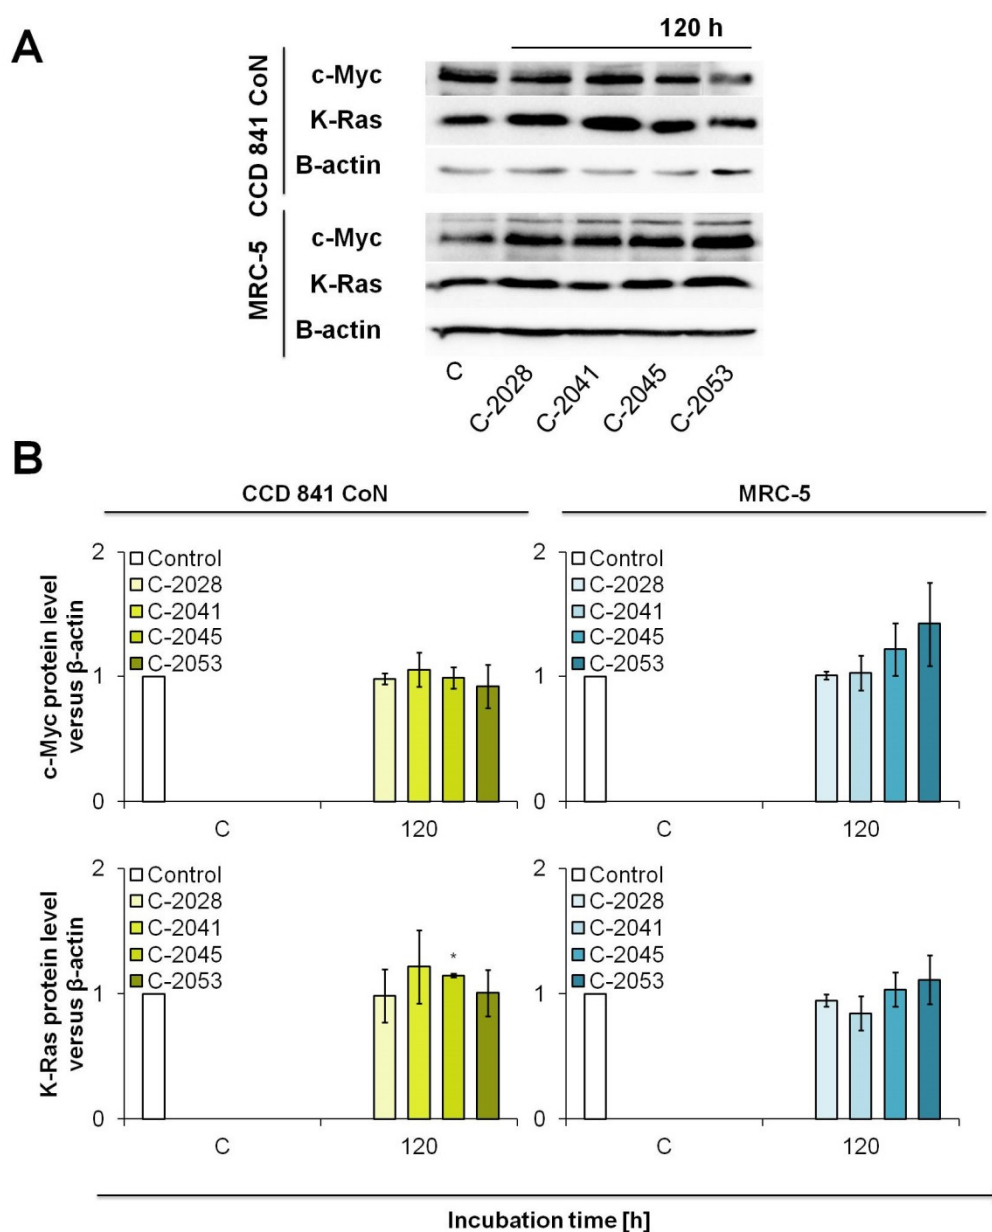 A
120 h
CCD 841 CoN
c-Myc
K-Ras
B-actin
MRC-5
c-Myc
K-Ras
B-actin
C
C-2028
C-2041
C-2045
C-2053
B
CCD 841 CoN
MRC-5
c-Myc protein level
versus β-actin
2
1
0
Control
C-2028
C-2041
C-2045
C-2053
C
120
2
1
0
Control
C-2028
C-2041
C-2045
C-2053
C
120
K-Ras protein level
versus β-actin
2
1
0
Control
C-2028
C-2041
C-2045
C-2053
*
C
120
2
1
0
Control
C-2028
C-2041
C-2045
C-2053
C
120
Incubation time [h]